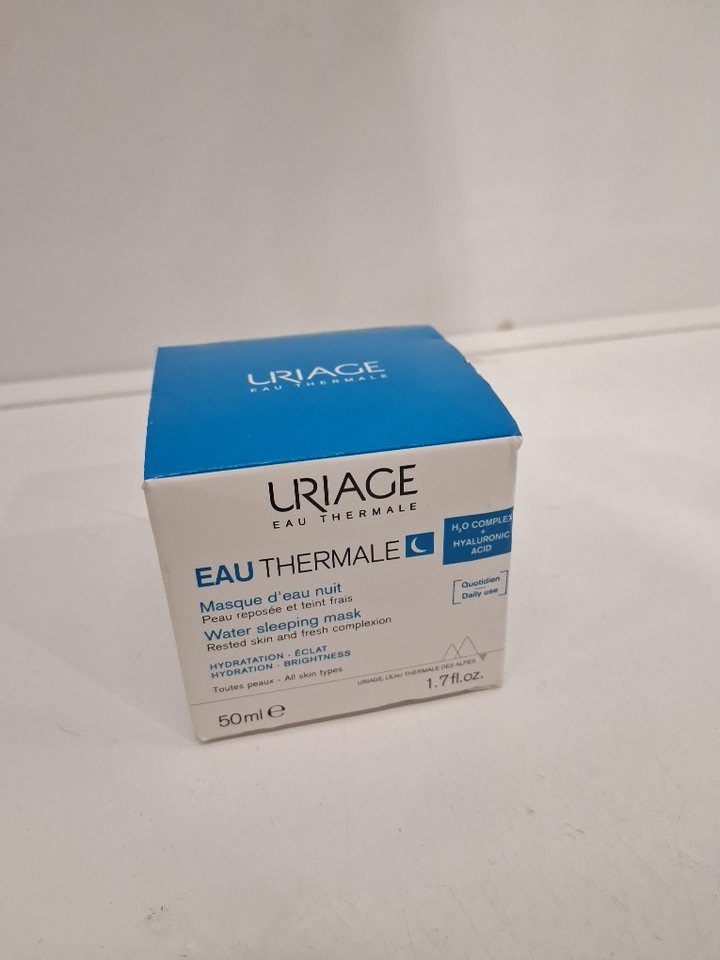 URIAGE
EAU THERMALE
URIAGE
EAU THERMALE
EAU THERMALE
H₂O COMPLEX
+
HYALURONIC
ACID
Masque d'eau nuit
Peau reposée et teint frais
Water sleeping mask
Rested skin and fresh complexion
Quotidien
Daily use
HYDRATATION - ÉCLAT
HYDRATION - BRIGHTNESS
Toutes peaux - All skin types
URIAGE, L'EAU THERMALE DES ALPES
50ml e
1.7fl.oz.